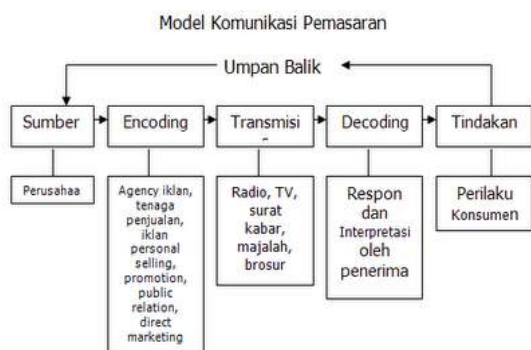 Model Komunikasi Pemasaran
Umpan Balik
Sumber
Encoding
Transmisi
Decoding
Tindakan
Perusahaa
Agency iklan,
tenaga
penjualan,
iklan
personal
selling,
promotion,
public
relation,
direct
marketing
Radio, TV,
surat
kabar,
majalah,
brosur
Respon
dan
Interpretasi
oleh
penerima
Perilaku
Konsumen